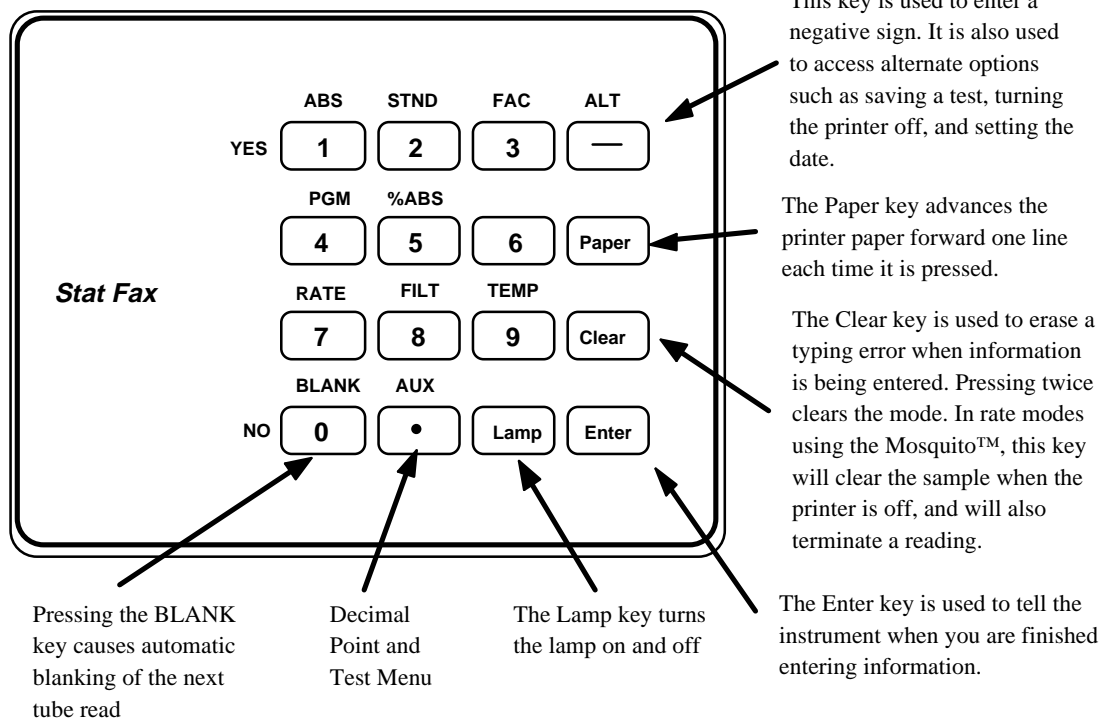 This key is used to enter a
negative sign. It is also used
to access alternate options
such as saving a test, turning
the printer off, and setting the
date.
ABS STND FAC ALT
YES 1 2 3 —
PGM %ABS
4 5 6 Paper
The Paper key advances the
printer paper forward one line
each time it is pressed.
Stat Fax
RATE FILT TEMP
7 8 9 Clear
The Clear key is used to erase a
typing error when information
is being entered. Pressing twice
clears the mode. In rate modes
using the Mosquito™, this key
will clear the sample when the
printer is off, and will also
terminate a reading.
BLANK AUX
NO 0 • Lamp Enter
Pressing the BLANK
key causes automatic
blanking of the next
tube read
Decimal
Point and
Test Menu
The Lamp key turns
the lamp on and off
The Enter key is used to tell the
instrument when you are finished
entering information.